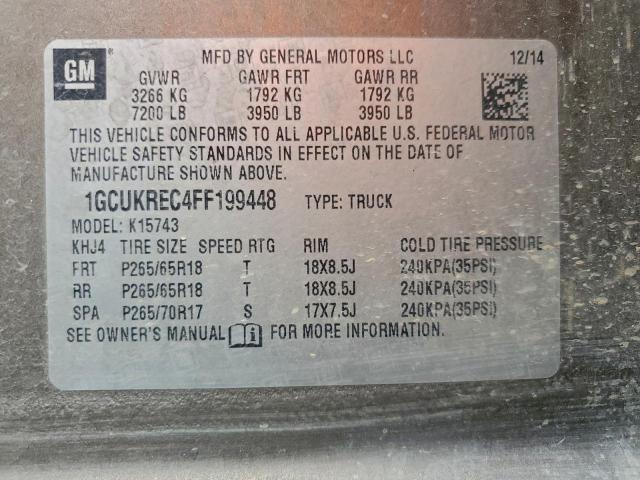 GM
MFD BY GENERAL MOTORS LLC 12/14
GVWR GAWR FRT GAWR RR
3266 KG 1792 KG 1792 KG
7200 LB 3950 LB 3950 LB
THIS VEHICLE CONFORMS TO ALL APPLICABLE U.S. FEDERAL MOTOR
VEHICLE SAFETY STANDARDS IN EFFECT ON THE DATE OF
MANUFACTURE SHOWN ABOVE.
1GCUKREC4FF199448 TYPE: TRUCK
MODEL: K15743
KHJ4 TIRE SIZE SPEED RTG RIM COLD TIRE PRESSURE
FRT P265/65R18 T 18X8.5J 240KPA(35PSI)
RR P265/65R18 T 18X8.5J 240KPA(35PSI)
SPA P265/70R17 S 17X7.5J 240KPA(35PSI)
SEE OWNER'S MANUAL FOR MORE INFORMATION.